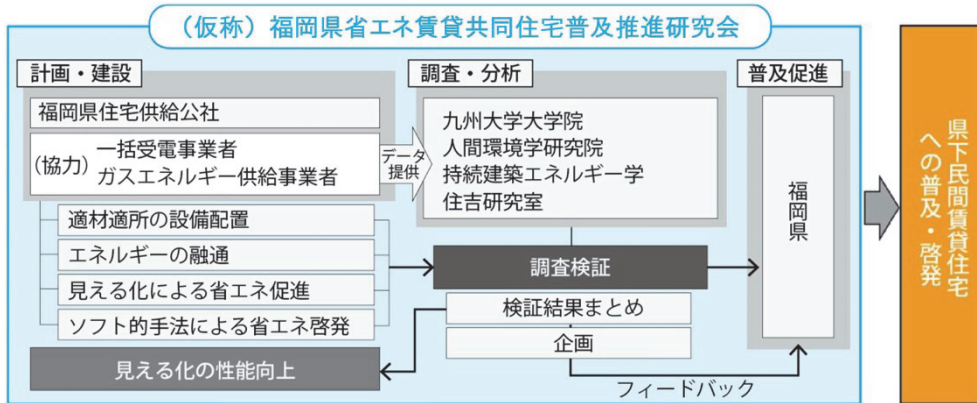 （仮称）福岡県省エネ賃貸共同住宅普及推進研究会
計画・建設
福岡県住宅供給公社
（協力）
一括受電事業者
ガスエネルギー供給事業者
データ
提供
調査・分析
九州大学大学院
人間環境学研究院
持続建築エネルギー学
住吉研究室
普及促進
福岡県
適材適所の設備配置
エネルギーの融通
見える化による省エネ促進
ソフト的手法による省エネ啓発
見える化の性能向上
調査検証
検証結果まとめ
企画
フィードバック
県下民間賃貸住宅
への普及・啓発